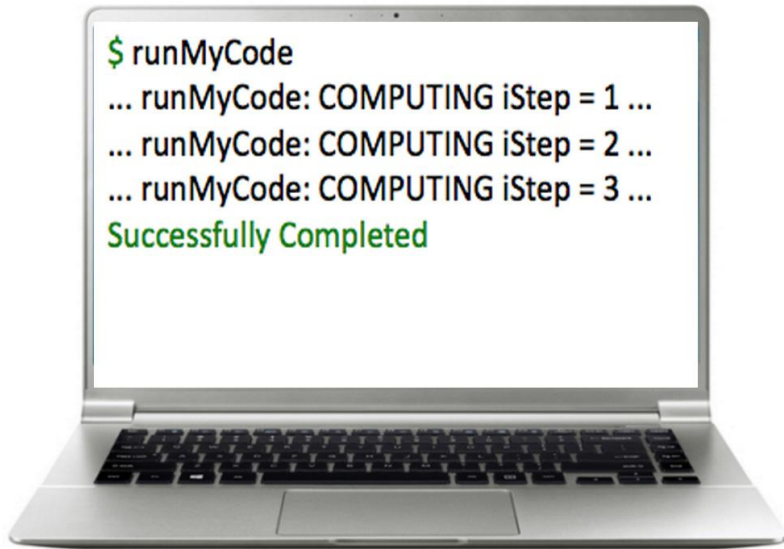 $ runMyCode
... runMyCode: COMPUTING iStep = 1 ...
... runMyCode: COMPUTING iStep = 2 ...
... runMyCode: COMPUTING iStep = 3 ...
Successfully Completed